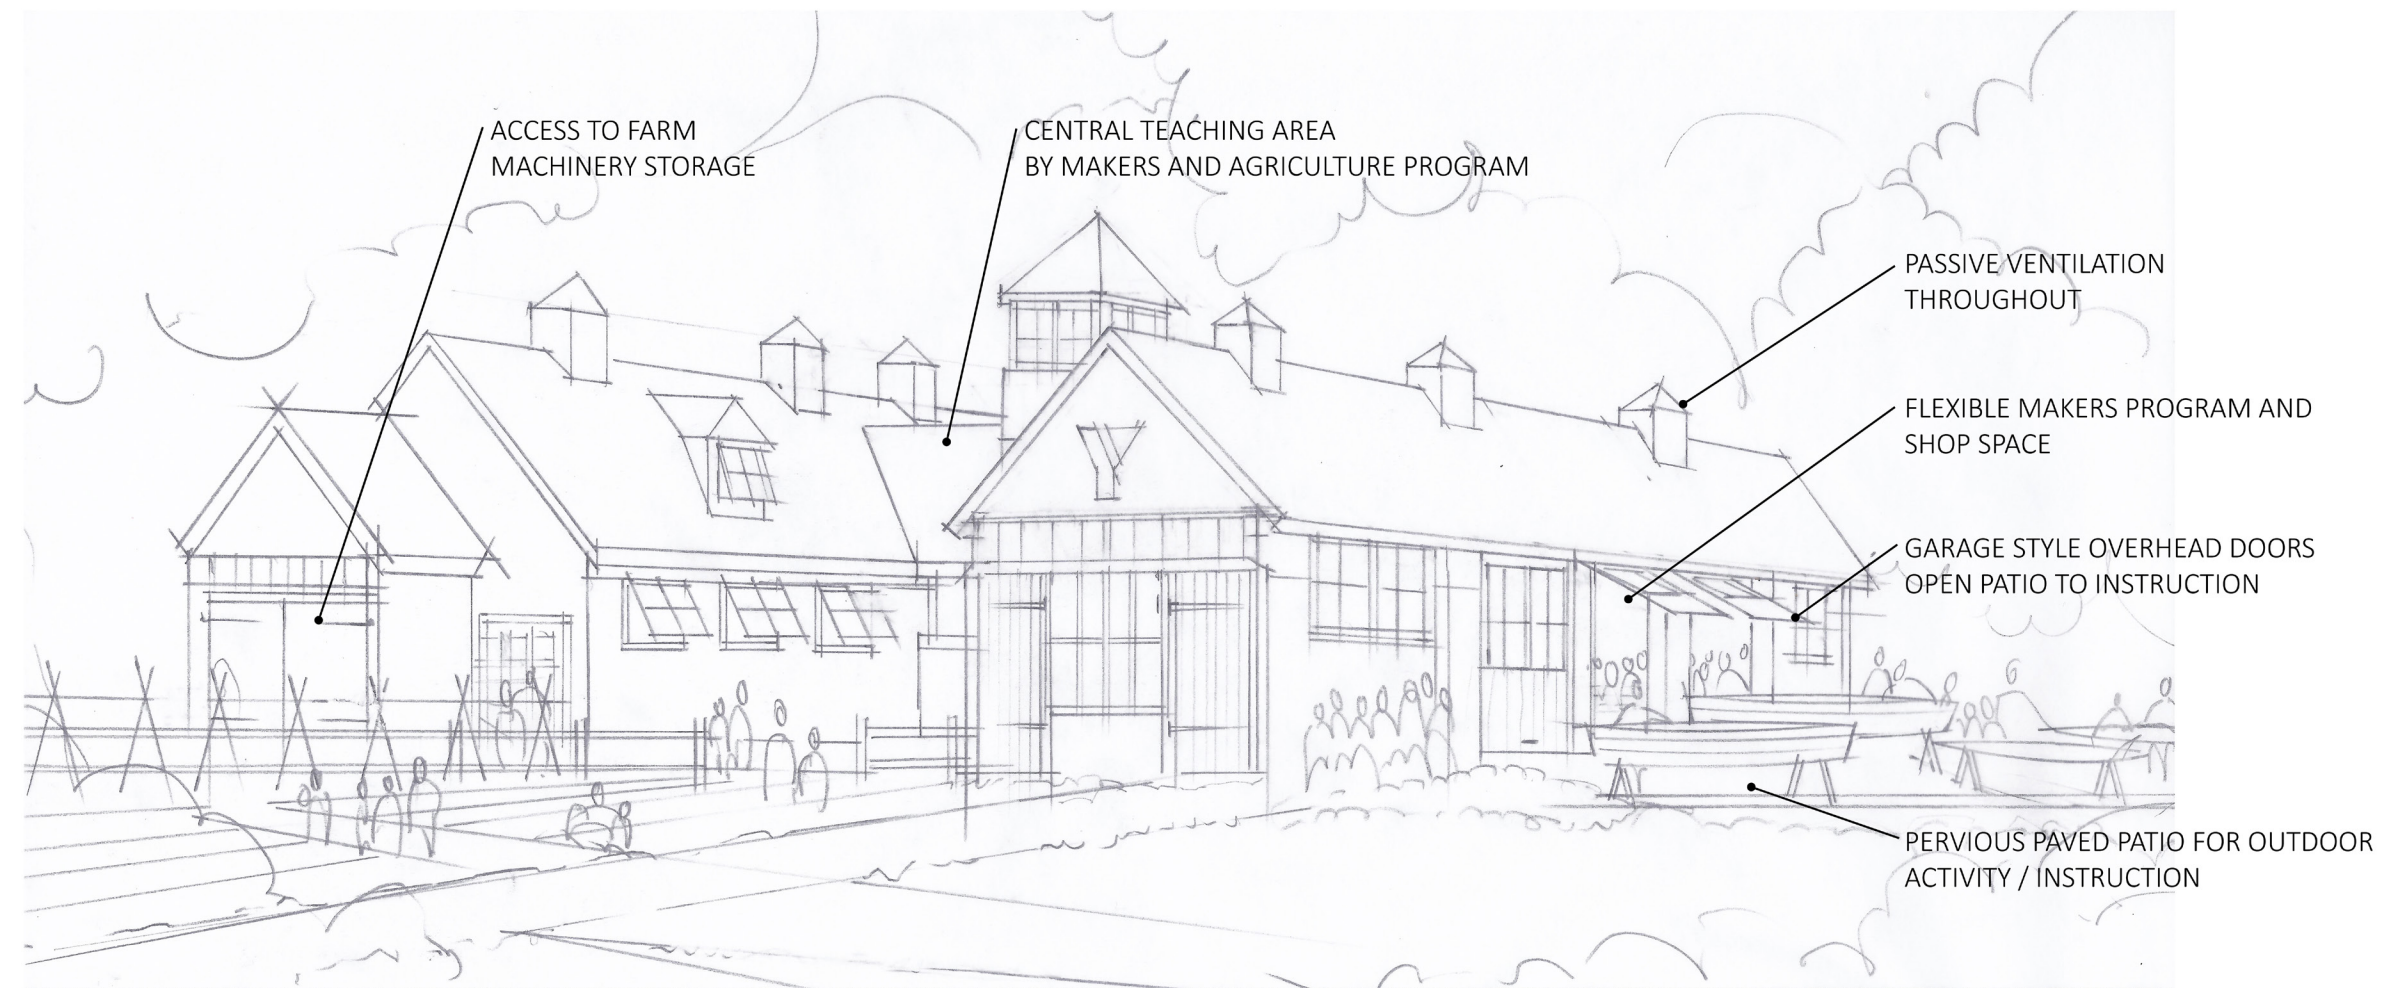 ACCESS TO FARM
MACHINERY STORAGE
CENTRAL TEACHING AREA
BY MAKERS AND AGRICULTURE PROGRAM
PASSIVE VENTILATION
THROUGHOUT
FLEXIBLE MAKERS PROGRAM AND
SHOP SPACE
GARAGE STYLE OVERHEAD DOORS
OPEN PATIO TO INSTRUCTION
Y
PERVIOUS PAVED PATIO FOR OUTDOOR
ACTIVITY / INSTRUCTION